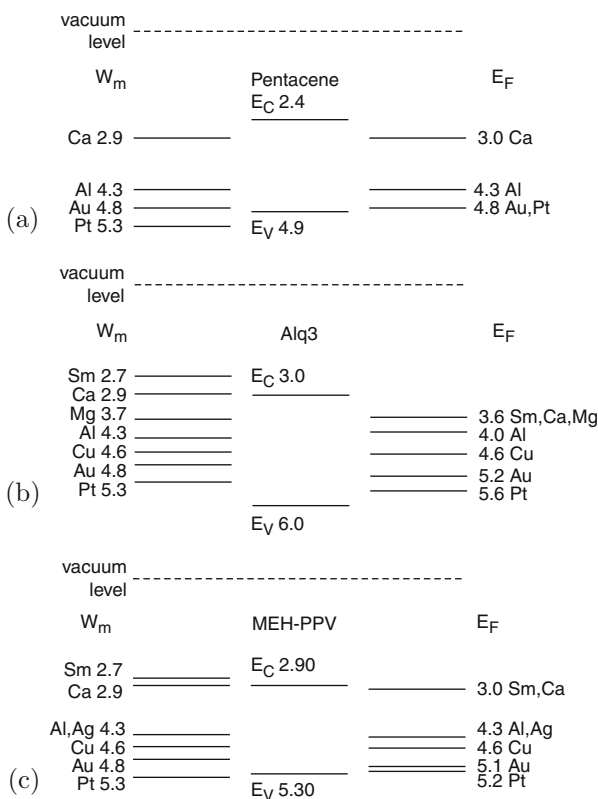 vacuum
level
W_m Pentacene E_F
E_C 2.4
Ca 2.9 3.0 Ca
Al 4.3 4.3 Al
Au 4.8 4.8 Au,Pt
(a)
Pt 5.3 E_V 4.9
vacuum
level
W_m Alq3 E_F
Sm 2.7 E_C 3.0
Ca 2.9
Mg 3.7 3.6 Sm,Ca,Mg
Al 4.3 4.0 Al
Cu 4.6 4.6 Cu
Au 4.8 5.2 Au
(b) Pt 5.3 5.6 Pt
E_V 6.0
vacuum
level
W_m MEH-PPV E_F
Sm 2.7 E_C 2.90
Ca 2.9 3.0 Sm,Ca
Al,Ag 4.3 4.3 Al,Ag
Cu 4.6 4.6 Cu
Au 4.8 5.1 Au
(c) Pt 5.3 E_V 5.30 5.2 Pt